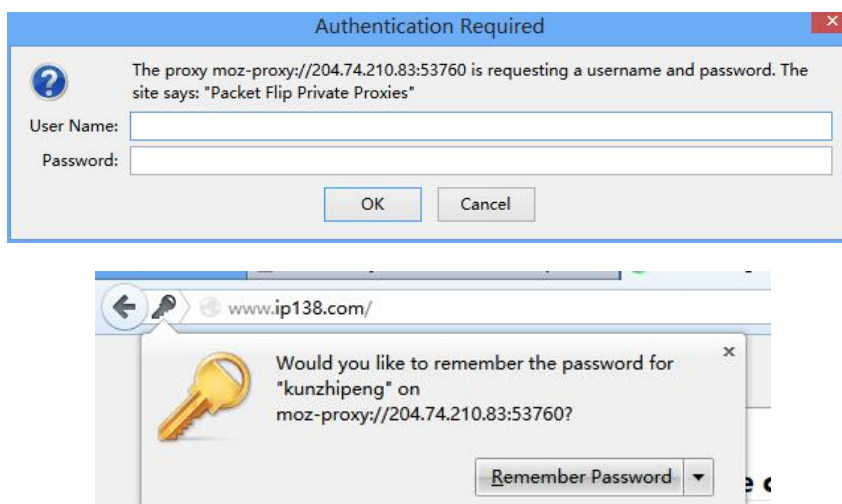 Authentication Required
The proxy moz-proxy://204.74.210.83:53760 is requesting a username and password. The
site says: "Packet Flip Private Proxies"
User Name:
Password:
OK Cancel
www.ip138.com/
Would you like to remember the password for
"kunzhipeng" on
moz-proxy://204.74.210.83:53760?
Remember Password